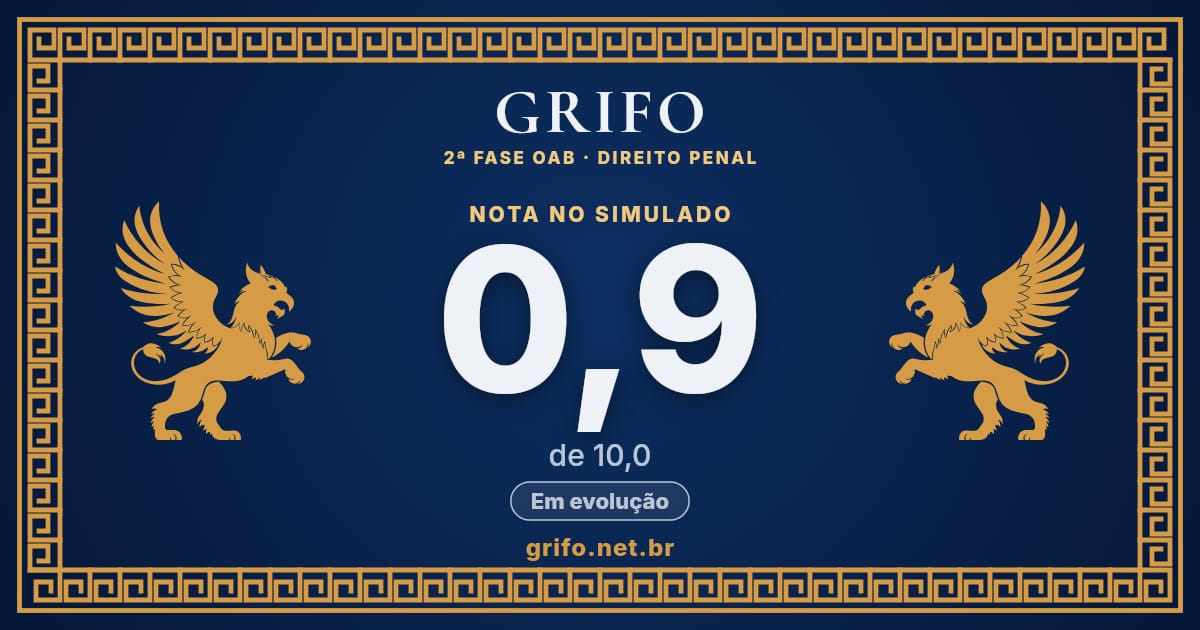 GRIFO
2ª FASE OAB · DIREITO PENAL
NOTA NO SIMULADO
0,9
de 10,0
Em evolução
grifo.net.br